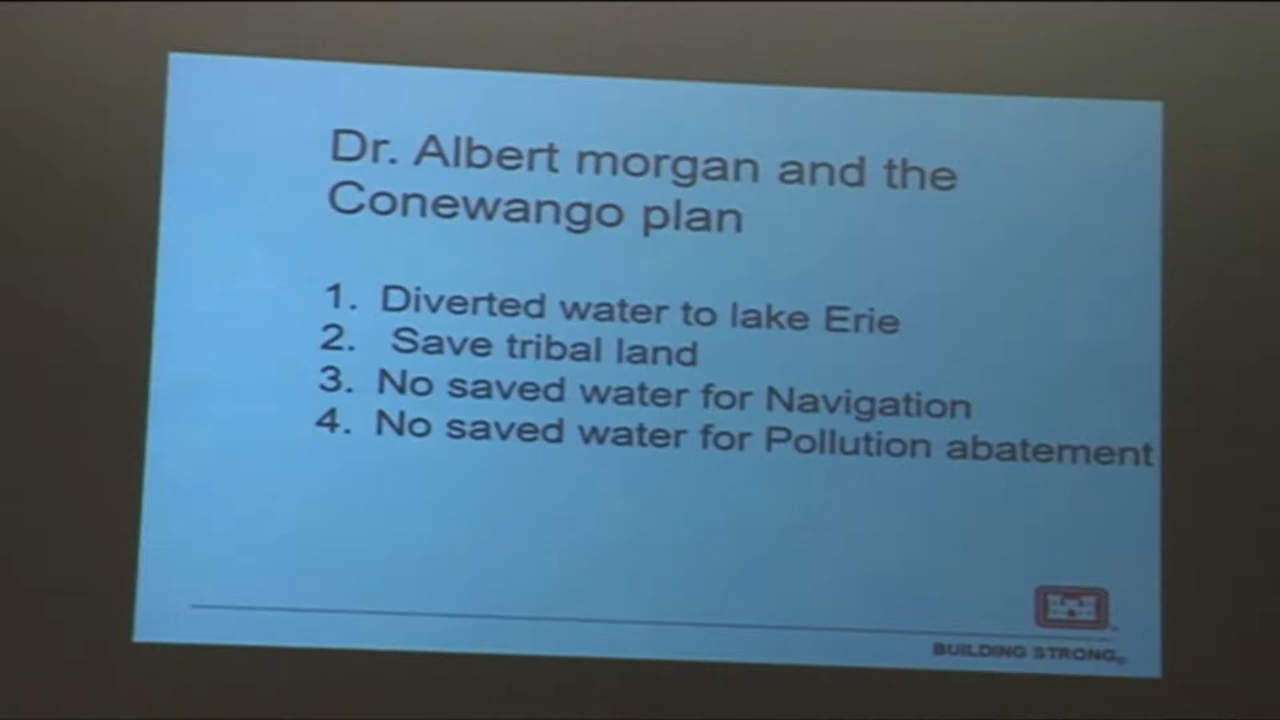 Dr. Albert morgan and the
Conewango plan
1. Diverted water to lake Erie
2. Save tribal land
3. No saved water for Navigation
4. No saved water for Pollution abatement
BUILDING STRONG®